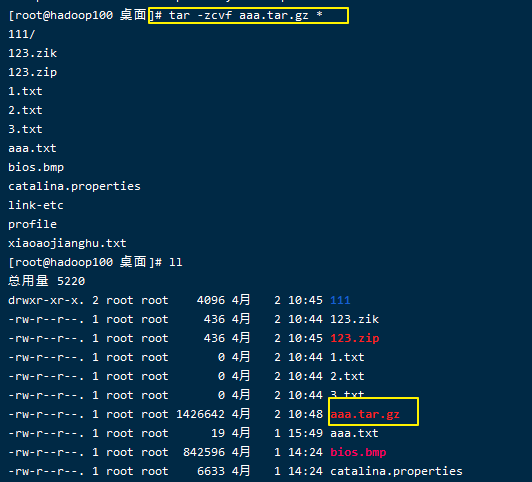 [root@hadoop100 桌面]# tar -zcvf aaa.tar.gz *
111/
123.zik
123.zip
1.txt
2.txt
3.txt
aaa.txt
bios.bmp
catalina.properties
link-etc
profile
xiaoaojianghu.txt
[root@hadoop100 桌面]# ll
总用量 5220
drwxr-xr-x. 2 root root    4096 4月   2 10:45 111
-rw-r--r--. 1 root root     436 4月   2 10:44 123.zik
-rw-r--r--. 1 root root     436 4月   2 10:45 123.zip
-rw-r--r--. 1 root root       0 4月   2 10:44 1.txt
-rw-r--r--. 1 root root       0 4月   2 10:44 2.txt
-rw-r--r--. 1 root root       0 4月   2 10:44 3.txt
-rw-r--r--. 1 root root 1426642 4月   2 10:48 aaa.tar.gz
-rw-r--r--. 1 root root      19 4月   1 15:49 aaa.txt
-rw-r--r--. 1 root root  842596 4月   1 14:24 bios.bmp
-rw-r--r--. 1 root root    6633 4月   1 14:24 catalina.properties